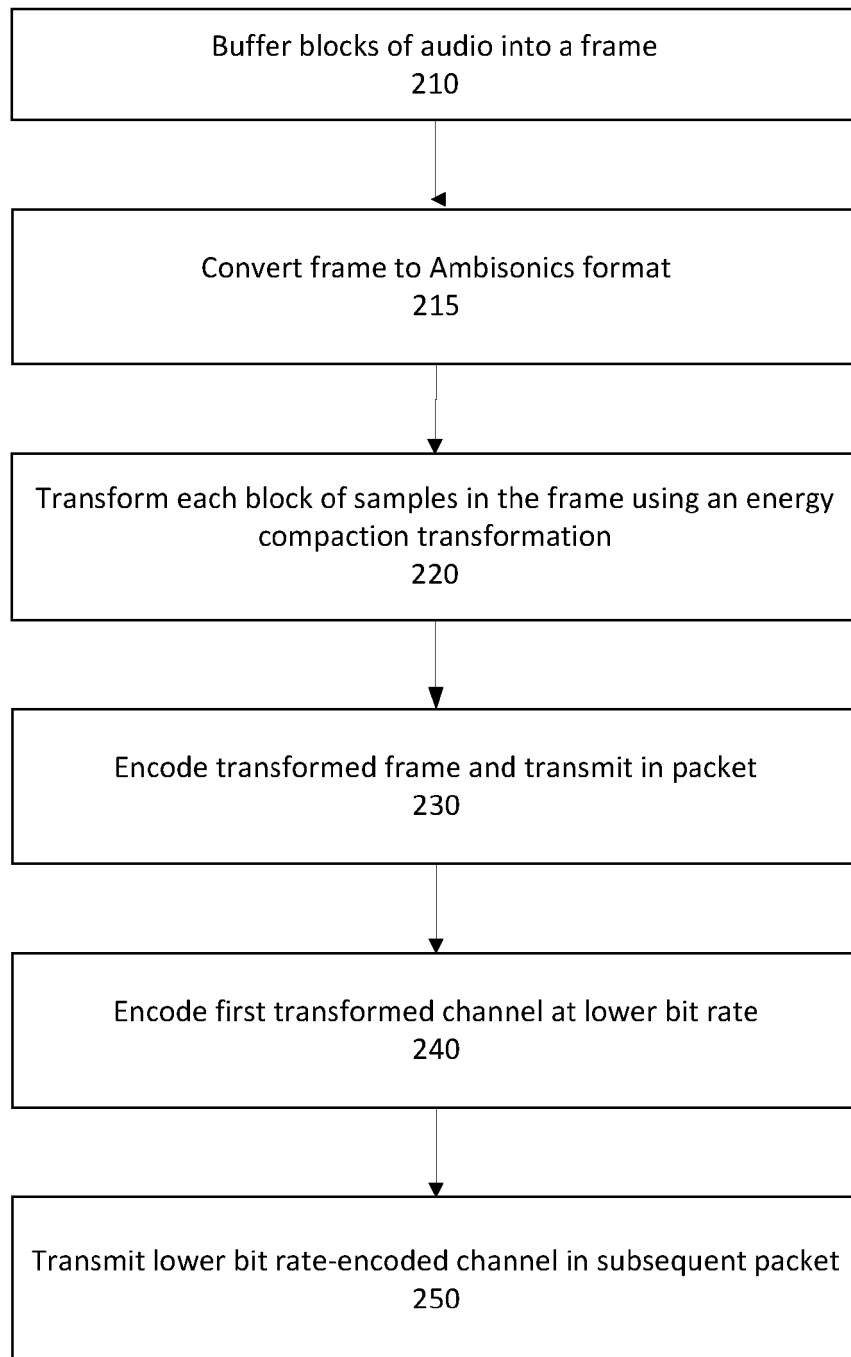 Buffer blocks of audio into a frame
210
Convert frame to Ambisonics format
215
Transform each block of samples in the frame using an energy
compaction transformation
220
Encode transformed frame and transmit in packet
230
Encode first transformed channel at lower bit rate
240
Transmit lower bit rate-encoded channel in subsequent packet
250